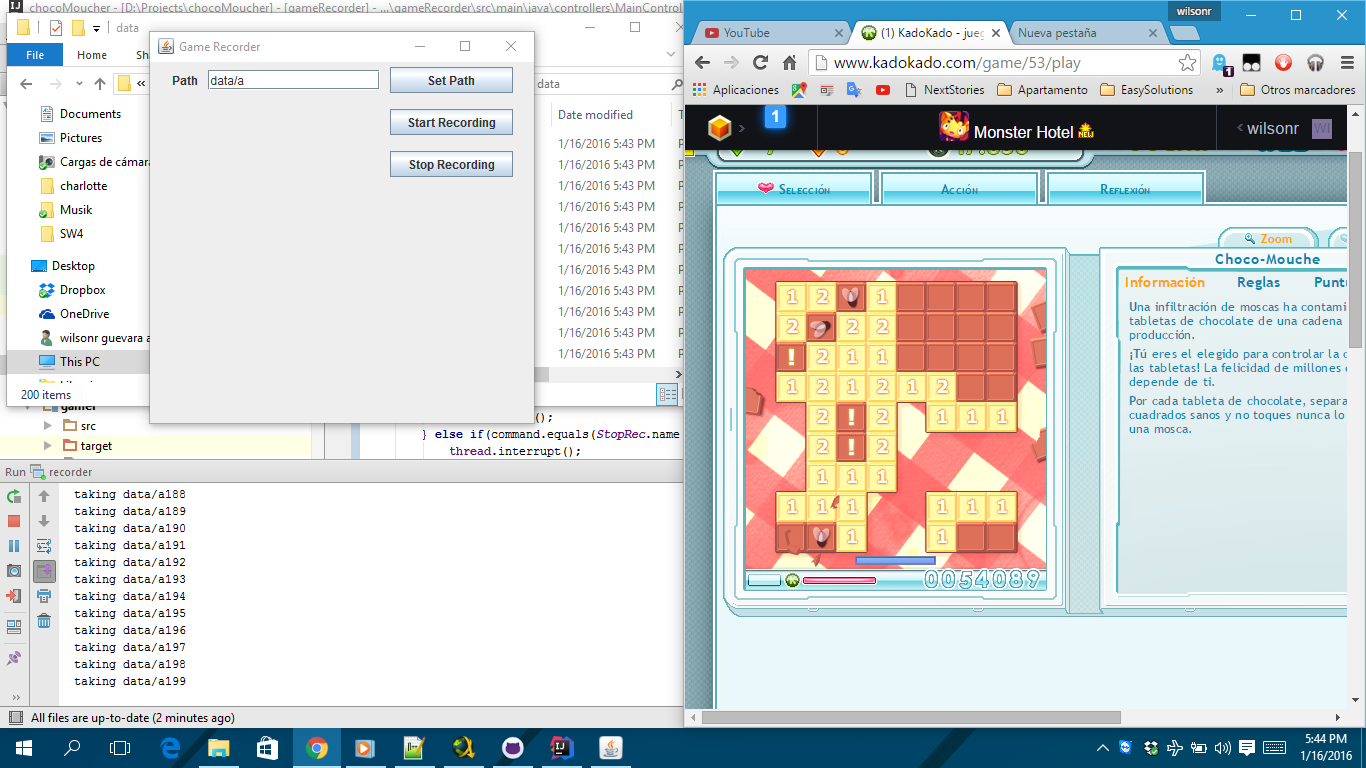 chocoMoucher - [D:\Projects\chocoMoucher] - [gameRecorder] - ...\gameRecorder\src\main\java\controllers\MainControl
data
File
Home
Game Recorder
Path
data/a
Set Path
Start Recording
Stop Recording
«
data
Date modified
Documents
Pictures
Cargas de cámar
charlotte
Musik
SW4
Desktop
Dropbox
OneDrive
wilsonr guevara a
This PC
200 items
1/16/2016 5:43 PM
1/16/2016 5:43 PM
1/16/2016 5:43 PM
1/16/2016 5:43 PM
1/16/2016 5:43 PM
1/16/2016 5:43 PM
1/16/2016 5:43 PM
1/16/2016 5:43 PM
1/16/2016 5:43 PM
1/16/2016 5:43 PM
1/16/2016 5:43 PM
gamer
src
target
();
} else if(command.equals(StopRec.name
thread.interrupt();
Run
recorder
taking data/a188
taking data/a189
taking data/a190
taking data/a191
taking data/a192
taking data/a193
taking data/a194
taking data/a195
taking data/a196
taking data/a197
taking data/a198
taking data/a199
All files are up-to-date (2 minutes ago)
wilsonr
YouTube
(1) KadoKado - jueg
Nueva pestaña
www.kadokado.com/game/53/play
1
Aplicaciones
NextStories
Apartamento
EasySolutions
»
Otros marcadores
1
Monster Hotel
NEW
wilsonr
WI
Selección
Acción
Reflexión
Zoom
Choco-Mouche
Información
Reglas
Puntu
Una infiltración de moscas ha contami
tabletas de chocolate de una cadena
producción.
¡Tú eres el elegido para controlar la c
las tabletas! La felicidad de millones
depende de ti.
Por cada tableta de chocolate, separa
cuadrados sanos y no toques nunca lo
una mosca.
1 2 1
2 2 2
! 2 1 1
1 2 1 2 1 2
2 ! 2 1 1 1
2 ! 2
1 1 1
1 1 1 1 1 1
1 1
0054089
5:44 PM
1/16/2016